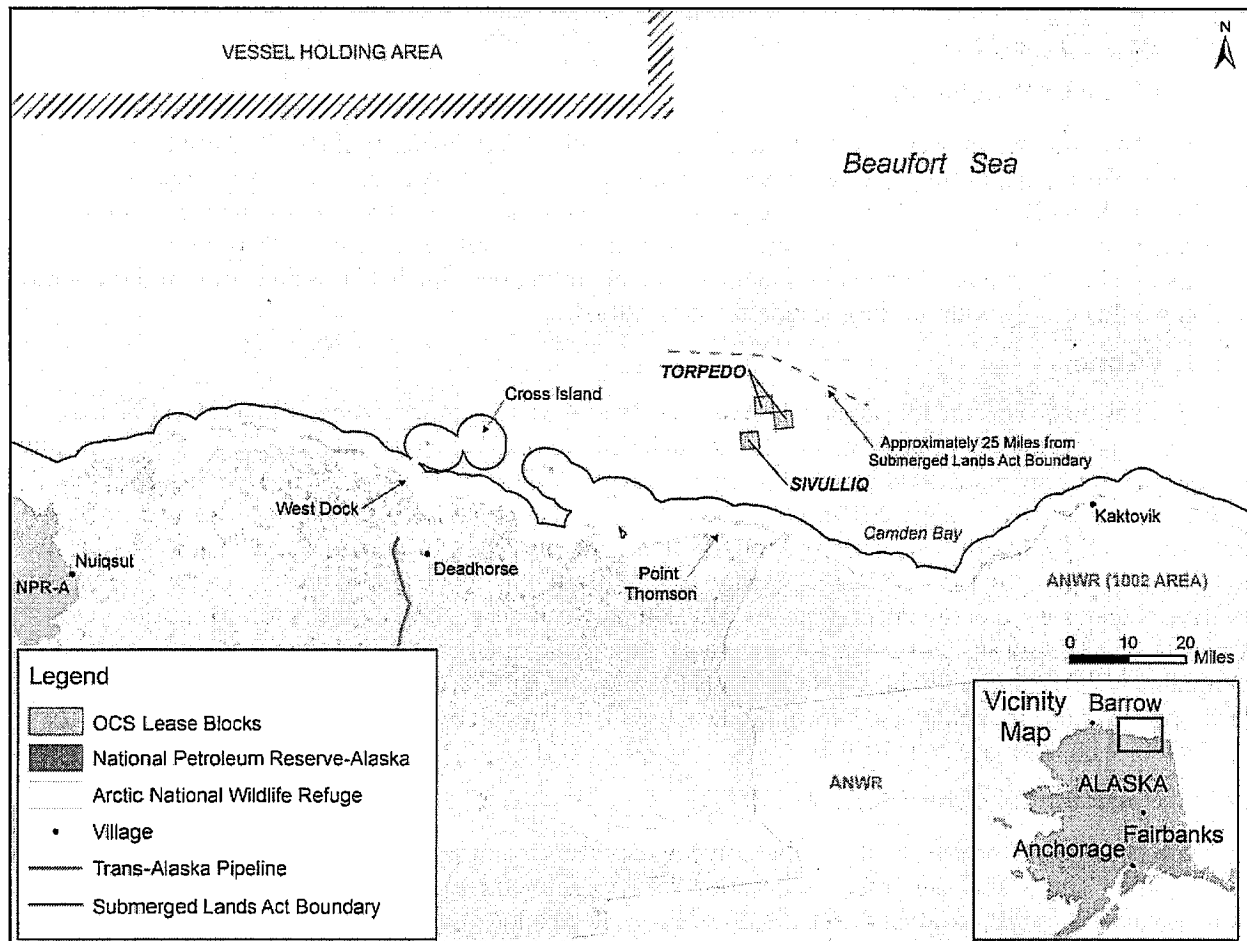 VESSEL HOLDING AREA
N
Beaufort Sea
TORPEDO
Cross Island
Approximately 25 Miles from
Submerged Lands Act Boundary
SIVULLIQ
West Dock
Kaktovik
Camden Bay
Nuiqsut
NPR-A
Deadhorse
Point
Thomson
ANWR (1002 AREA)
0 10 20
Miles
ANWR
Legend
OCS Lease Blocks
National Petroleum Reserve-Alaska
Arctic National Wildlife Refuge
Village
Trans-Alaska Pipeline
Submerged Lands Act Boundary
Vicinity
Map
Barrow
ALASKA
Fairbanks
Anchorage